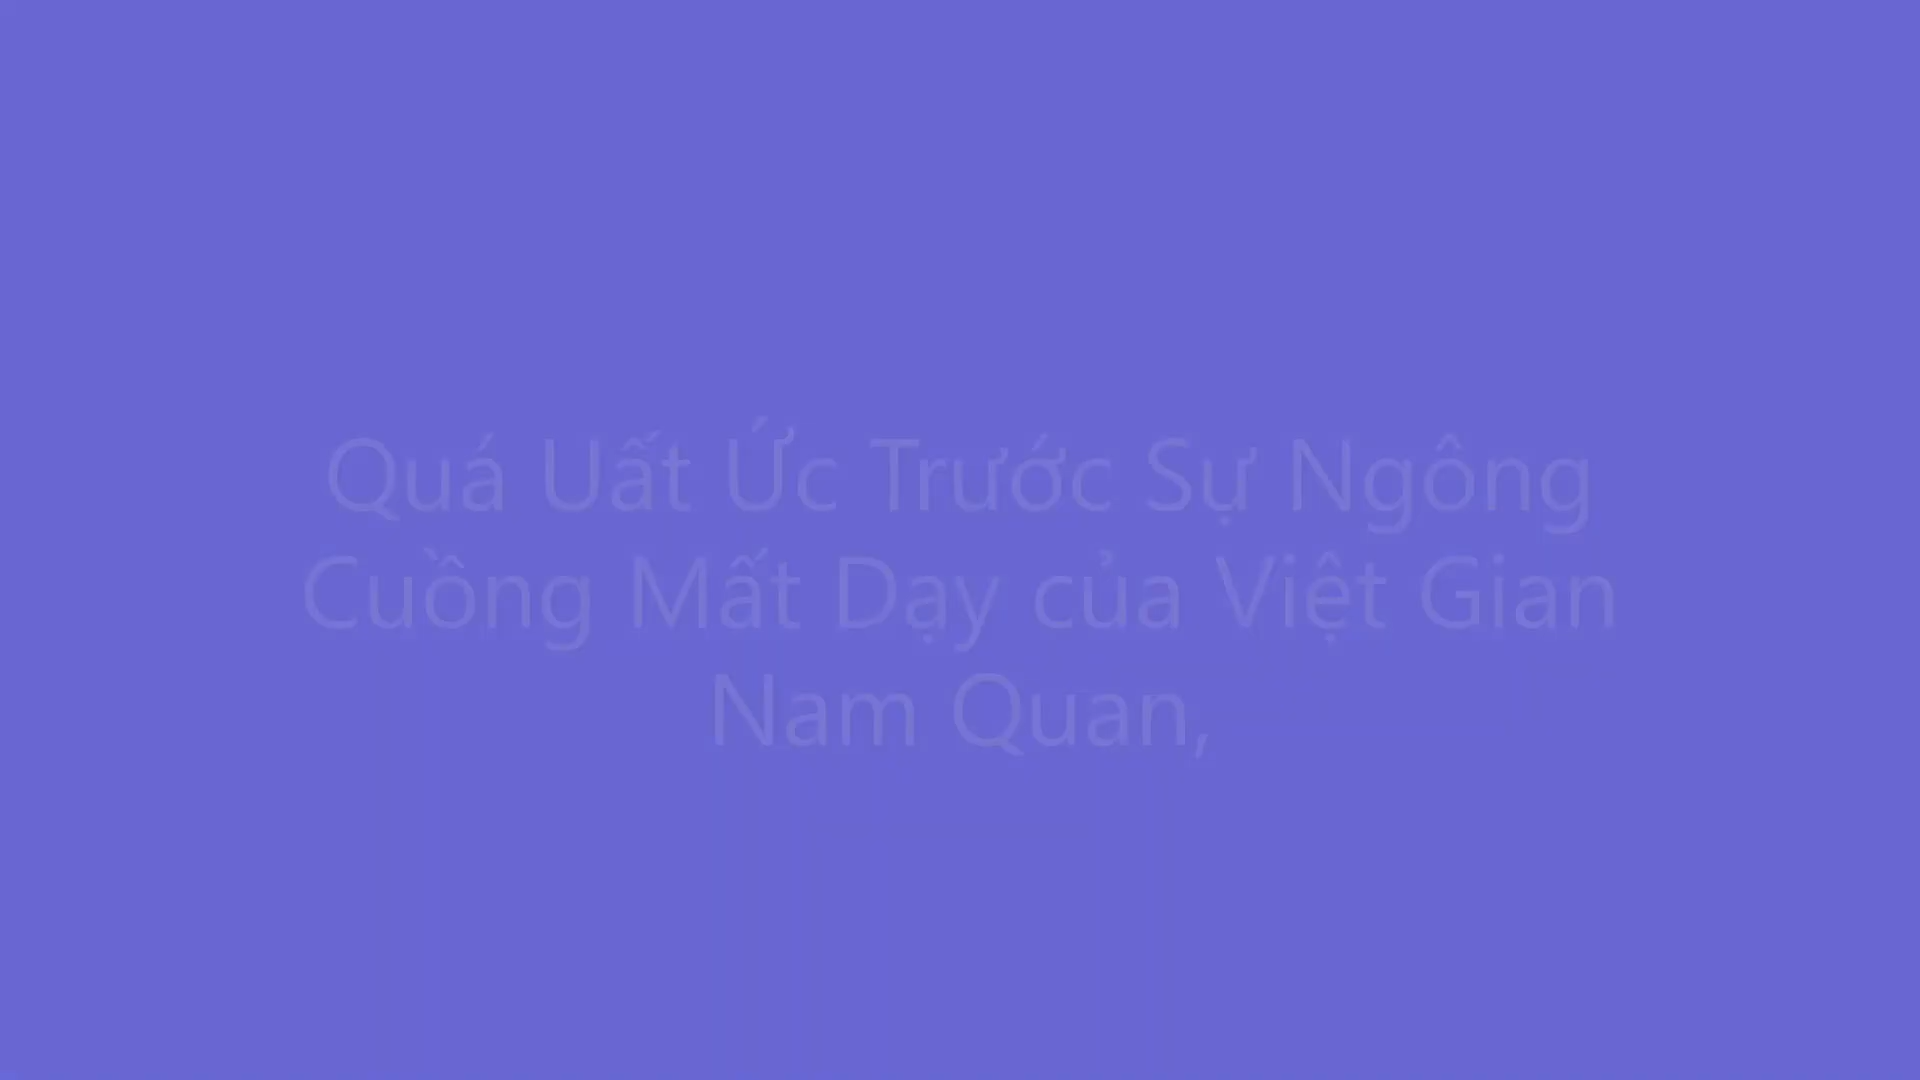 Quá Uất Ức Trước Sự Ngông
Cuồng Mất Dạy của Việt Gian
Nam Quan,